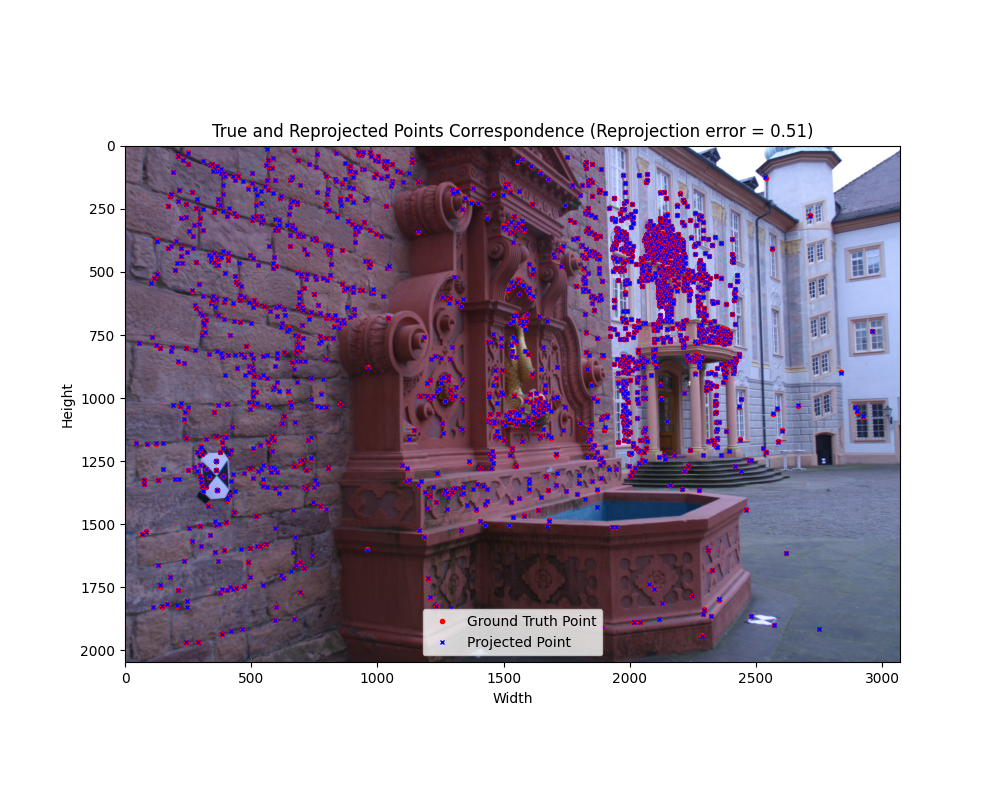 True and Reprojected Points Correspondence (Reprojection error = 0.51)
0
250
500
750
1000
1250
1500
1750
2000
Height
Ground Truth Point
Projected Point
0 500 1000 1500 2000 2500 3000
Width